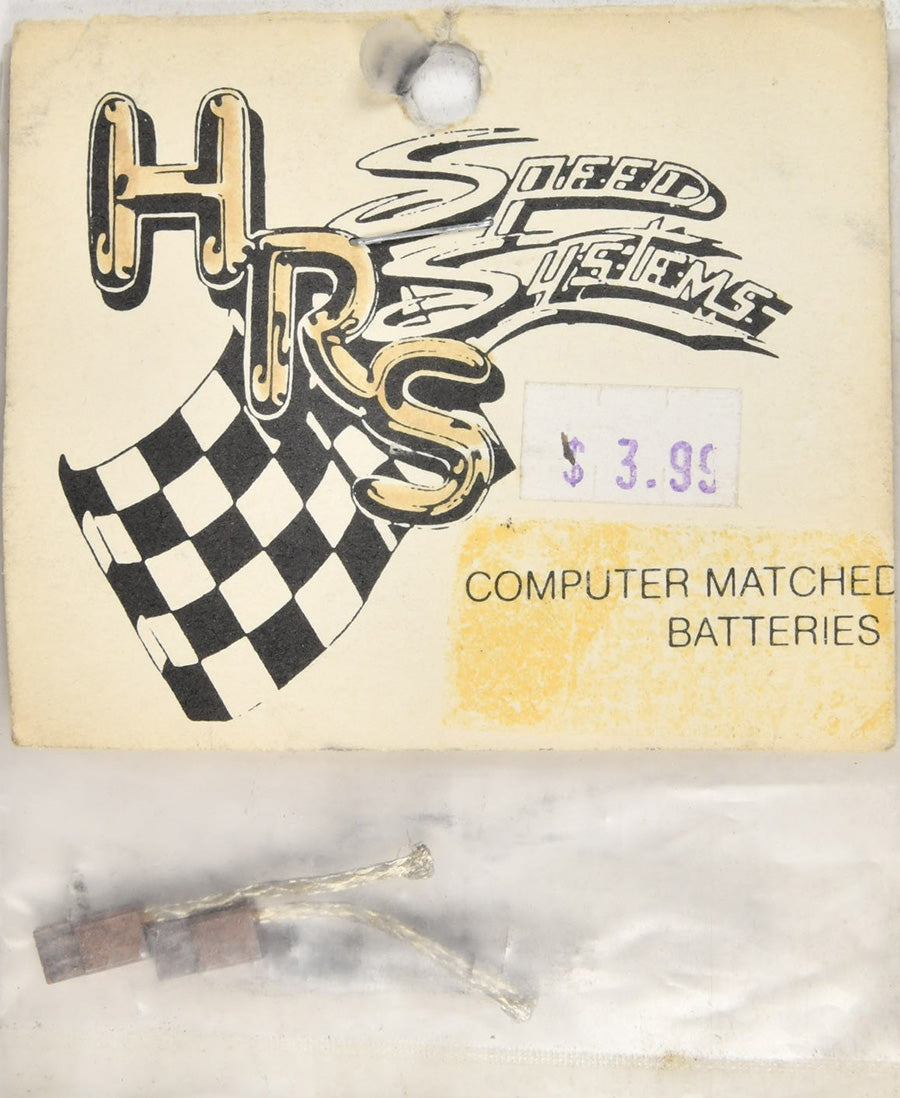 HRS
SPEED
SYSTEMS
$ 3.99
COMPUTER MATCHED
BATTERIES